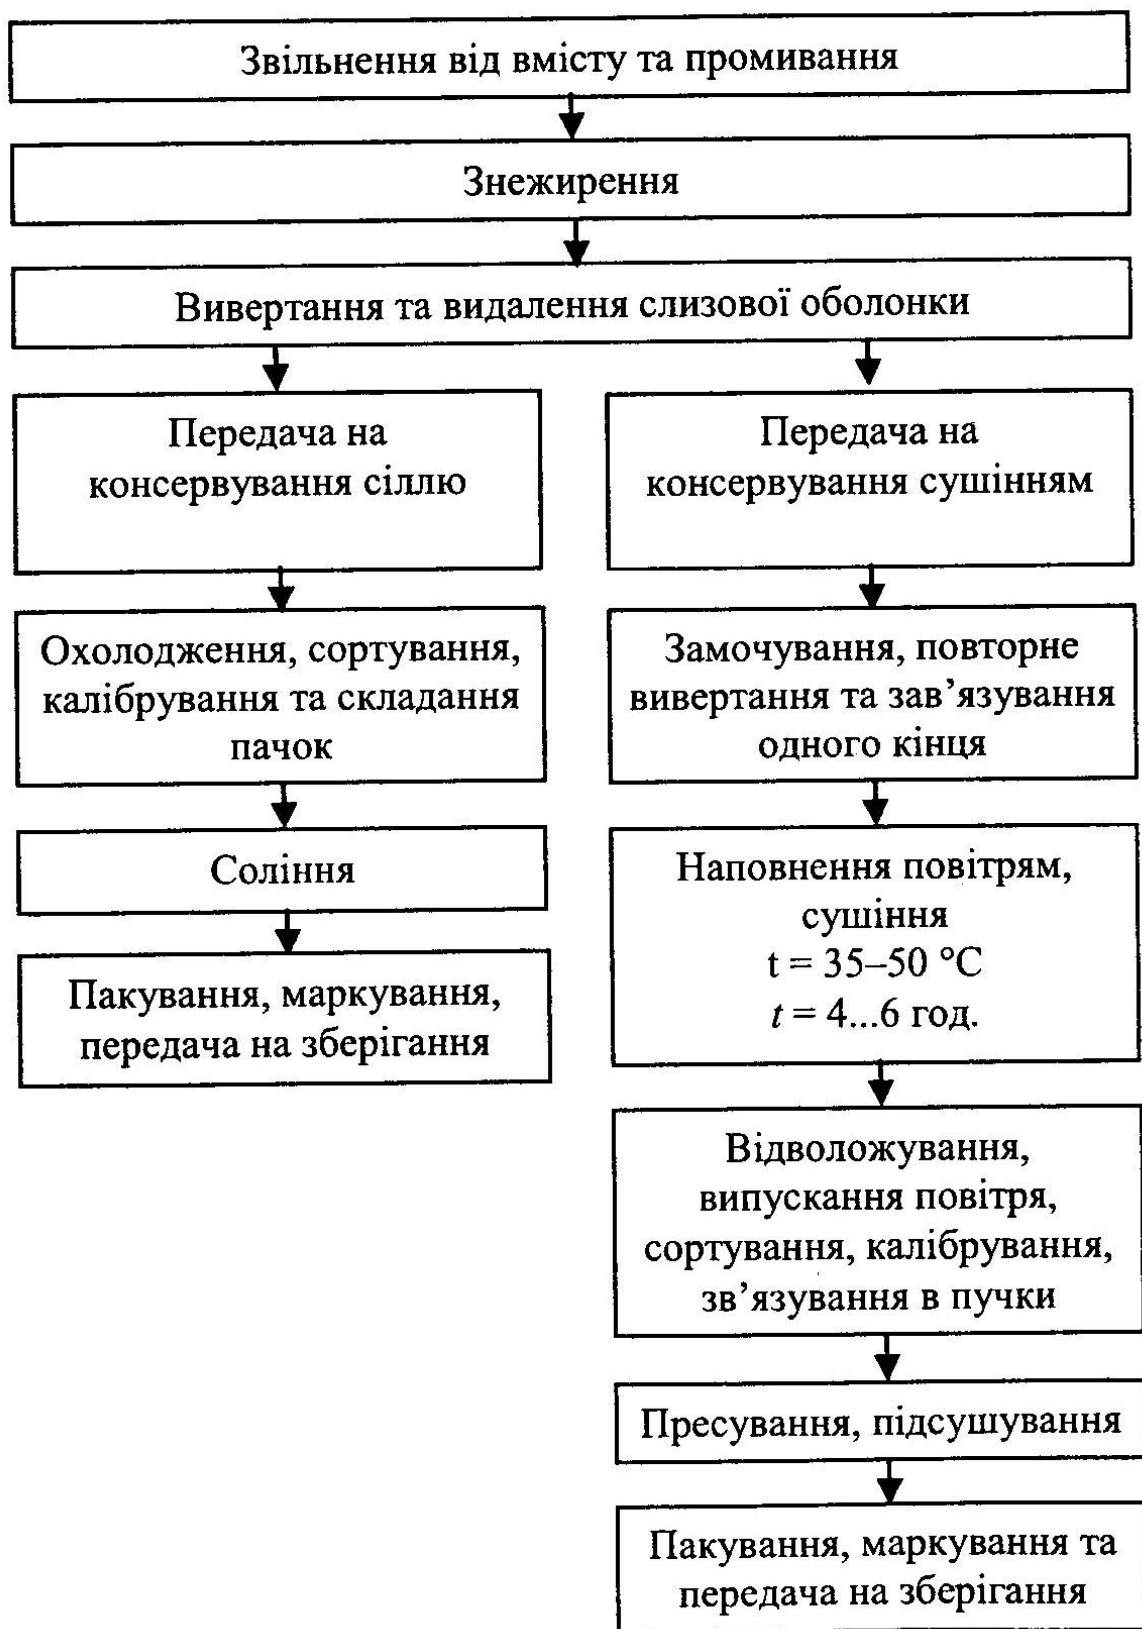 Звільнення від вмісту та промивання
Знежирення
Вивертання та видалення слизової оболонки
Передача на
консервування сіллю
Охолодження, сортування,
калібрування та складання
пачок
Соління
Пакування, маркування,
передача на зберігання
Передача на
консервування сушінням
Замочування, повторне
вивертання та зав’язування
одного кінця
Наповнення повітрям,
сушіння
t = 35–50 °C
t = 4...6 год.
Відволожування,
випускання повітря,
сортування, калібрування,
зв’язування в пучки
Пресування, підсушування
Пакування, маркування та
передача на зберігання